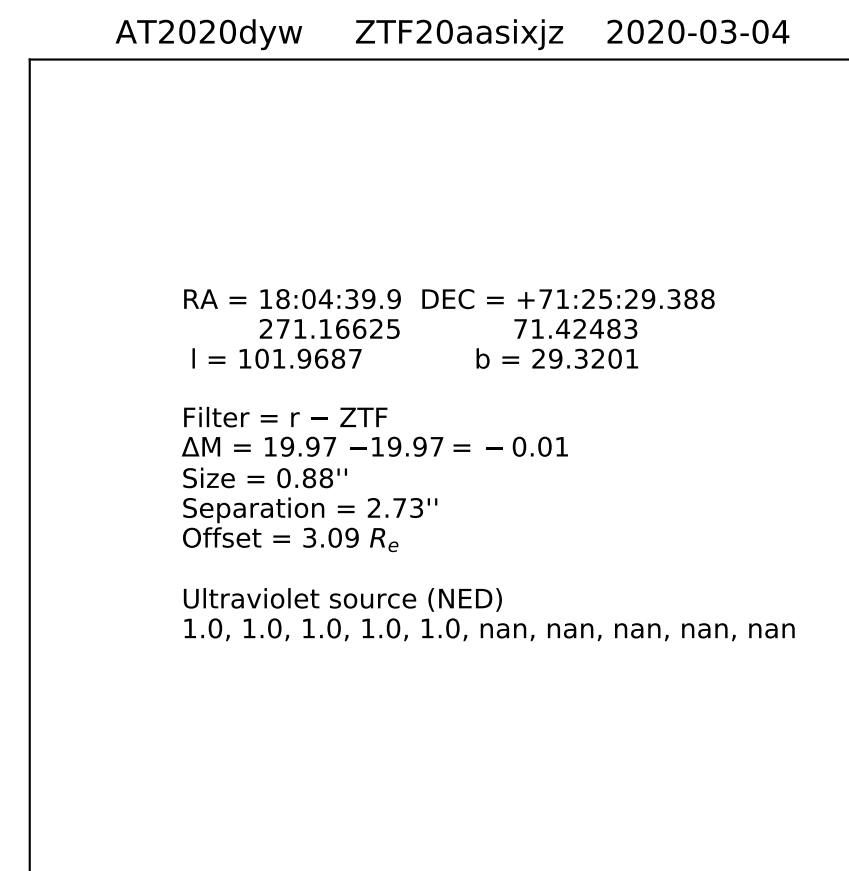 AT2020dyw ZTF20aasixjz 2020-03-04
RA = 18:04:39.9 DEC = +71:25:29.388
271.16625 71.42483
l = 101.9687 b = 29.3201
Filter = r − ZTF
ΔM = 19.97 −19.97 = − 0.01
Size = 0.88''
Separation = 2.73''
Offset = 3.09 Rₑ
Ultraviolet source (NED)
1.0, 1.0, 1.0, 1.0, 1.0, nan, nan, nan, nan, nan